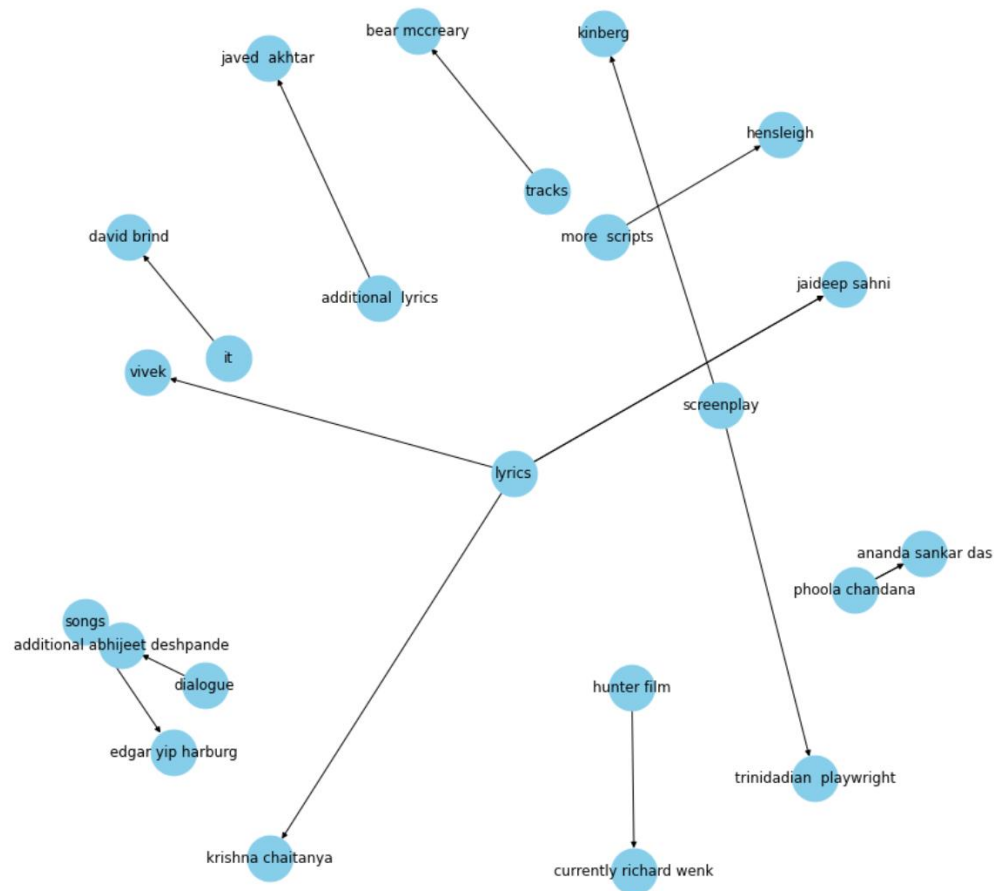 bear mccreary
kinberg
javed  akhtar
hensleigh
tracks
david brind
more  scripts
jaideep sahni
additional  lyrics
it
vivek
screenplay
lyrics
ananda sankar das
phoola chandana
songs
additional abhijeet deshpande
dialogue
hunter film
edgar yip harburg
trinidadian  playwright
krishna chaitanya
currently richard wenk